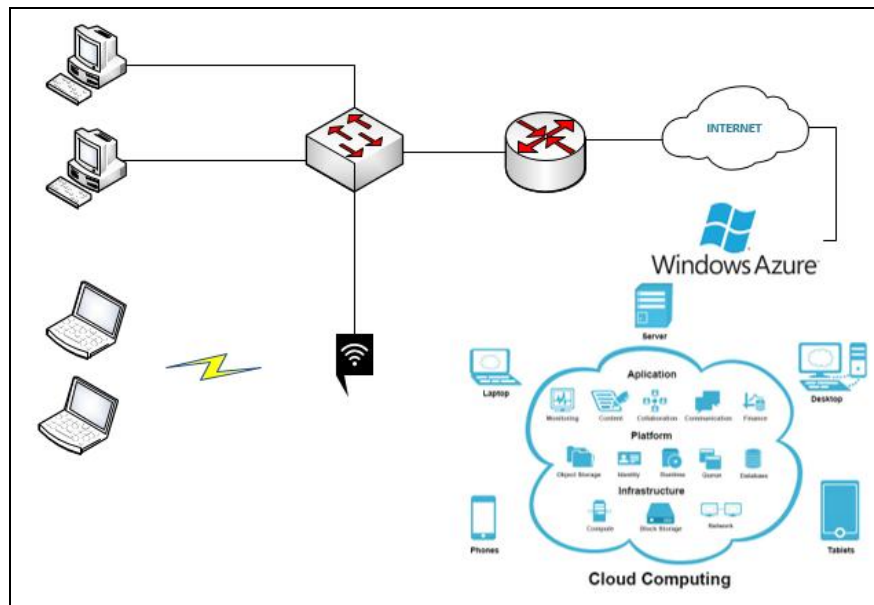 INTERNET
Windows Azure
Server
Aplication
Laptop
Desktop
Monitoring Content Collaboration Communication Finance
Platform
Object Storage Identity Runtime Queue Database
Infrastructure
Compute Block Storage Network
Phones
Tablets
Cloud Computing